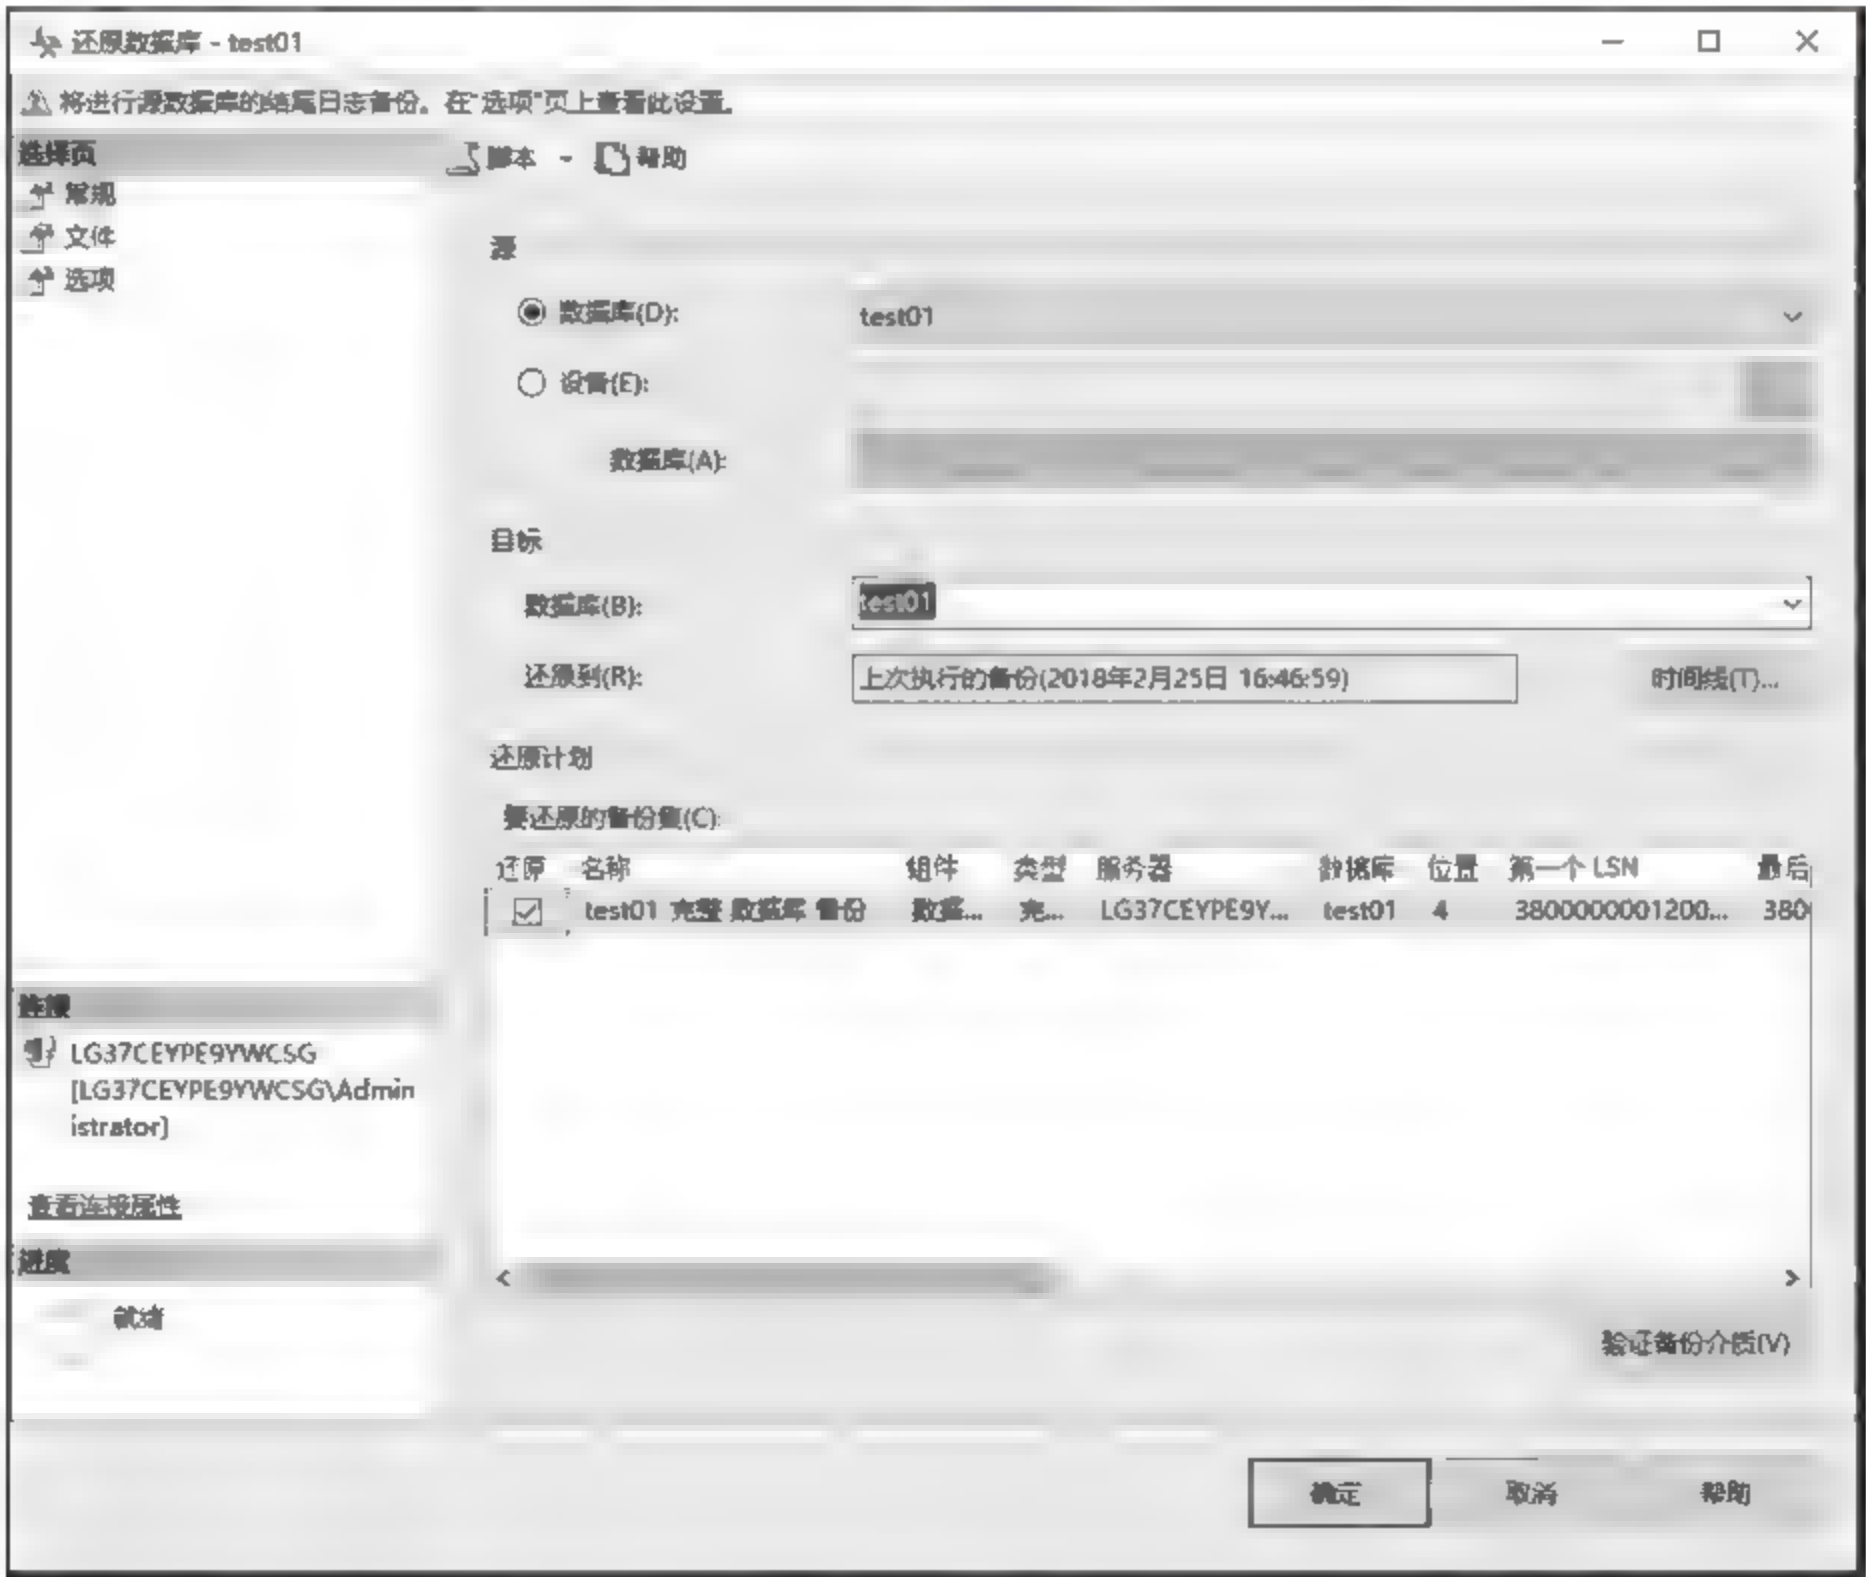 还原数据库 - test01
将进行源数据库的结尾日志备份。在"选项"页上查看此设置。
选择页
常规
文件
选项
脚本
帮助
源
数据库(D):
test01
设备(E):
数据库(A):
目标
数据库(B):
test01
还原到(R):
上次执行的备份(2018年2月25日 16:46:59)
时间线(T)...
还原计划
要还原的备份集(C):
还原 名称 组件 类型 服务器 数据库 位置 第一个 LSN 最后
test01 完整 数据库 备份 数据... 完... LG37CEYPE9Y... test01 4 3800000001200... 380
连接
LG37CEYPE9YWCSG
[LG37CEYPE9YWCSG\Admin
istrator]
查看连接属性
进度
就绪
验证备份介质(V)
确定
取消
帮助